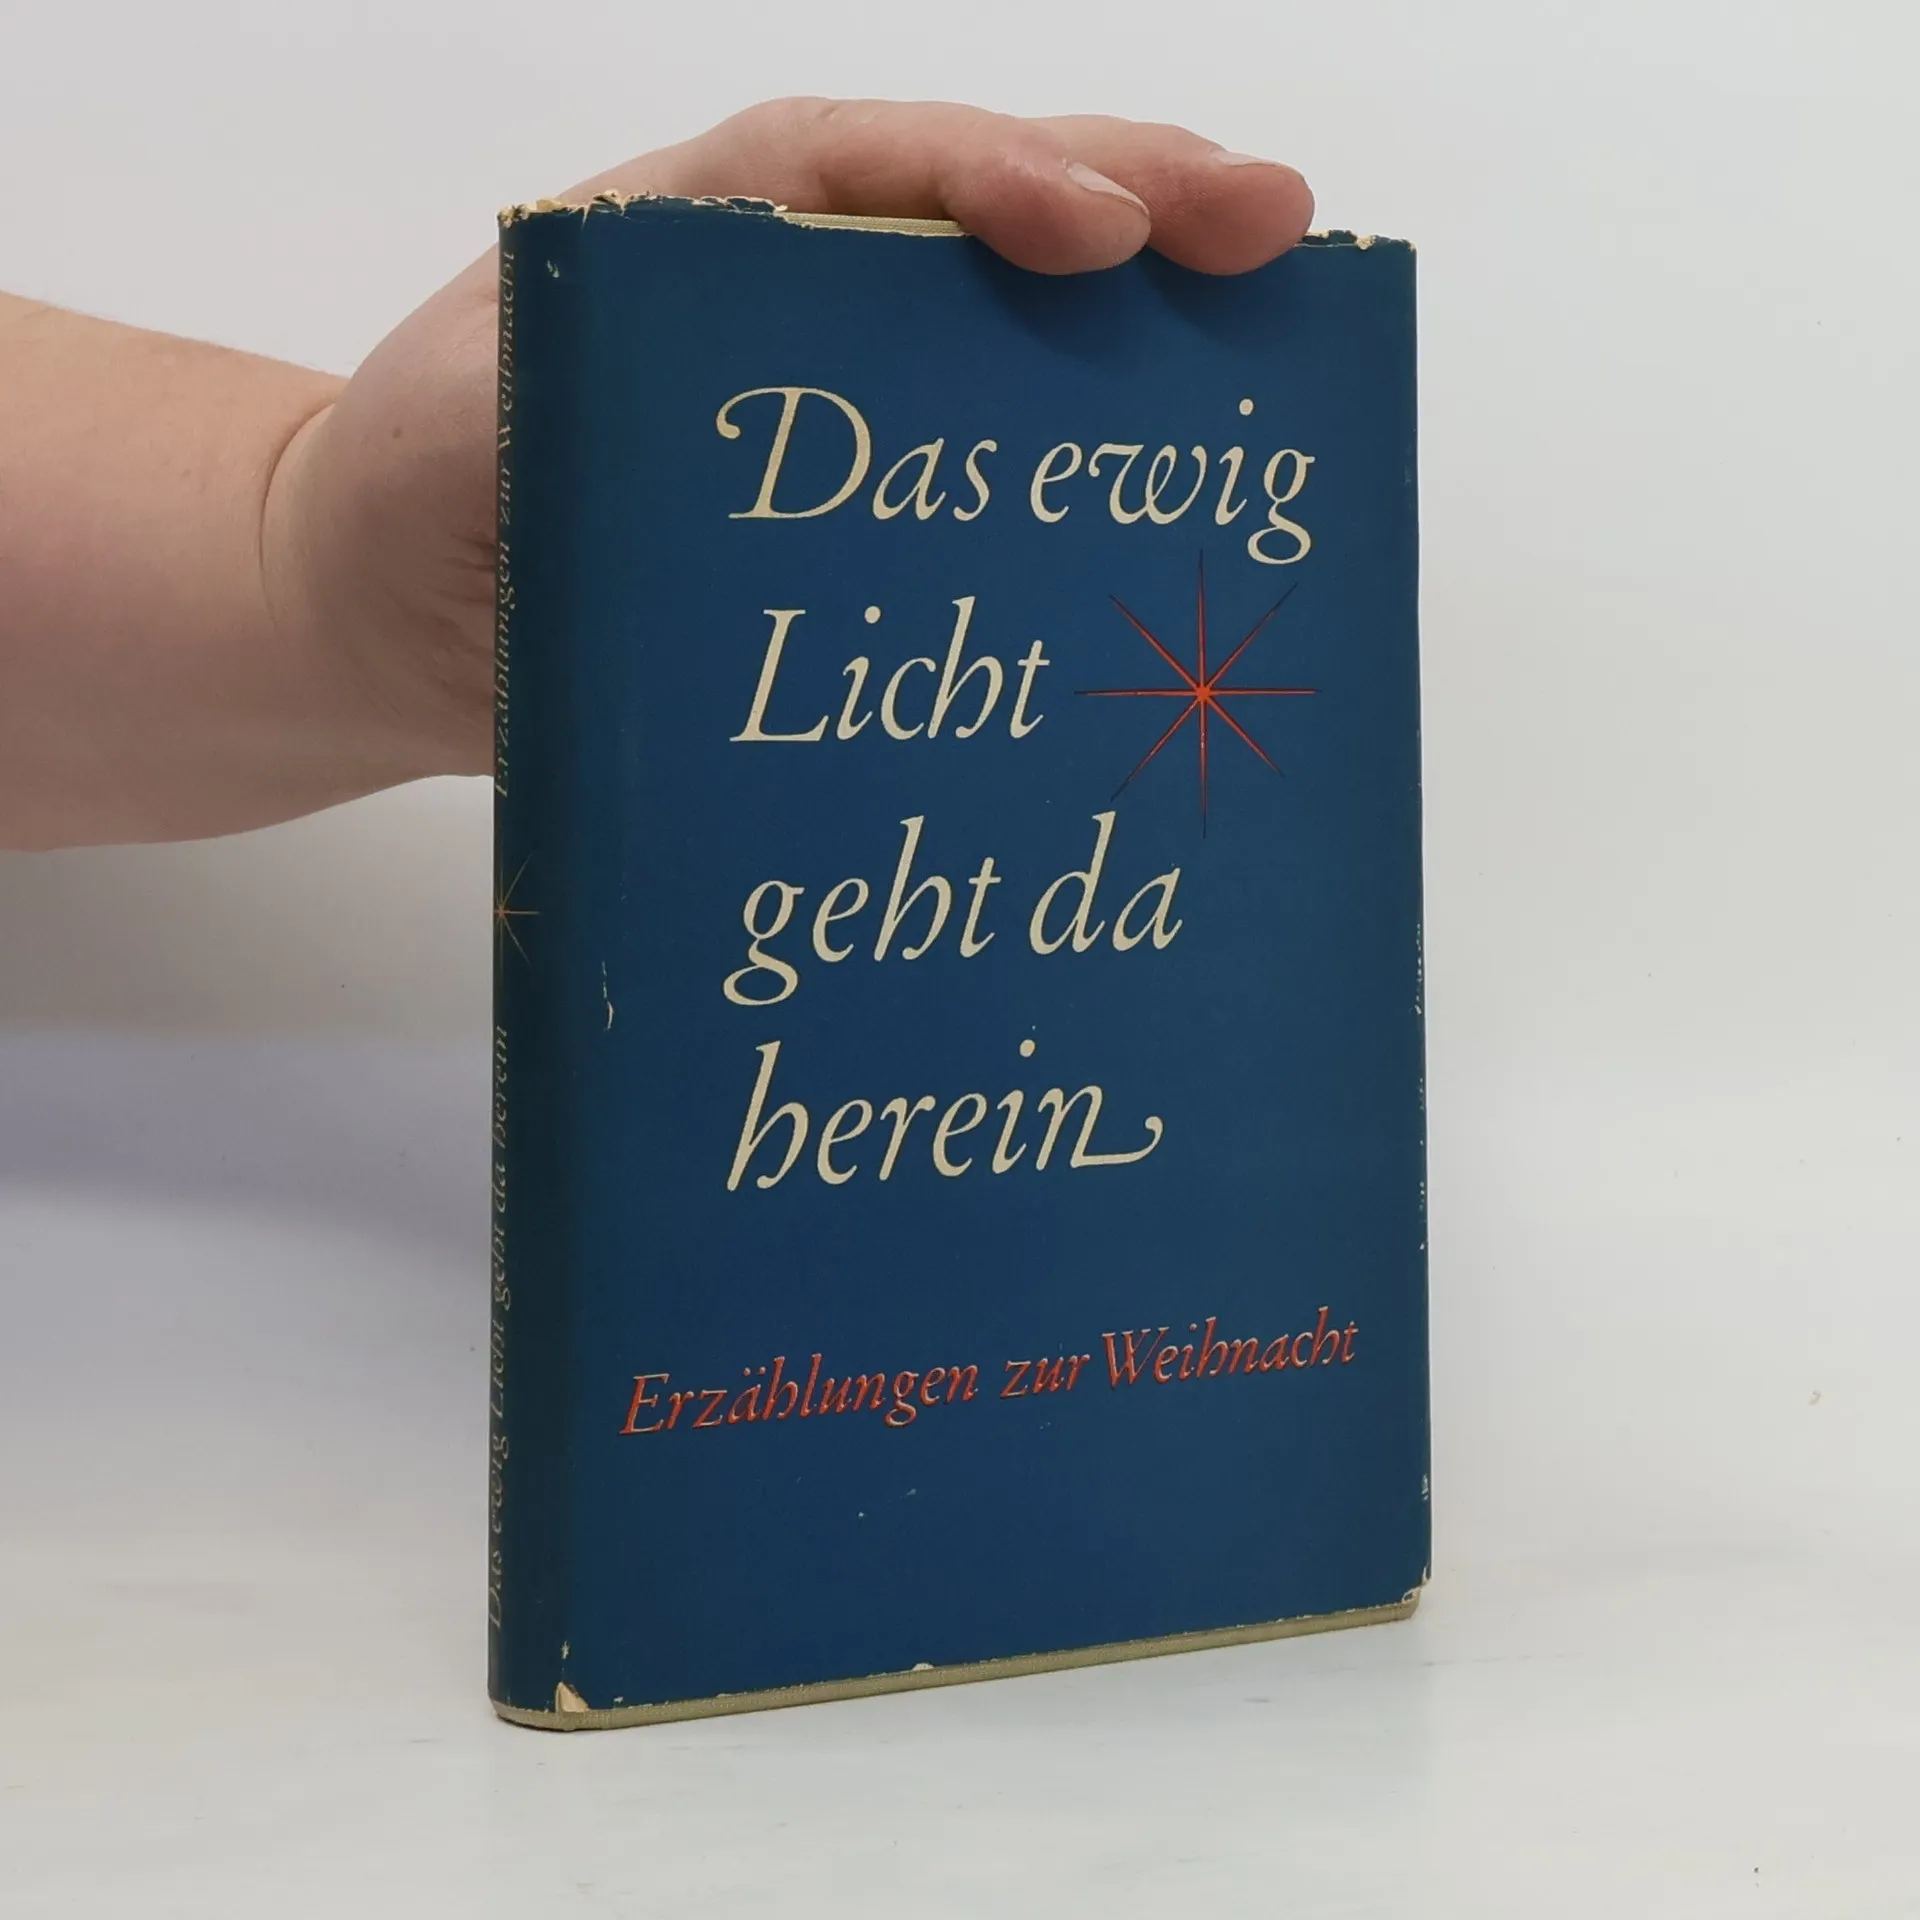 Das ewig
Licht
geht da
herein
Erzählungen zur Weihnacht
Das ewig Licht geht da herein Erzählungen zur Weihnacht